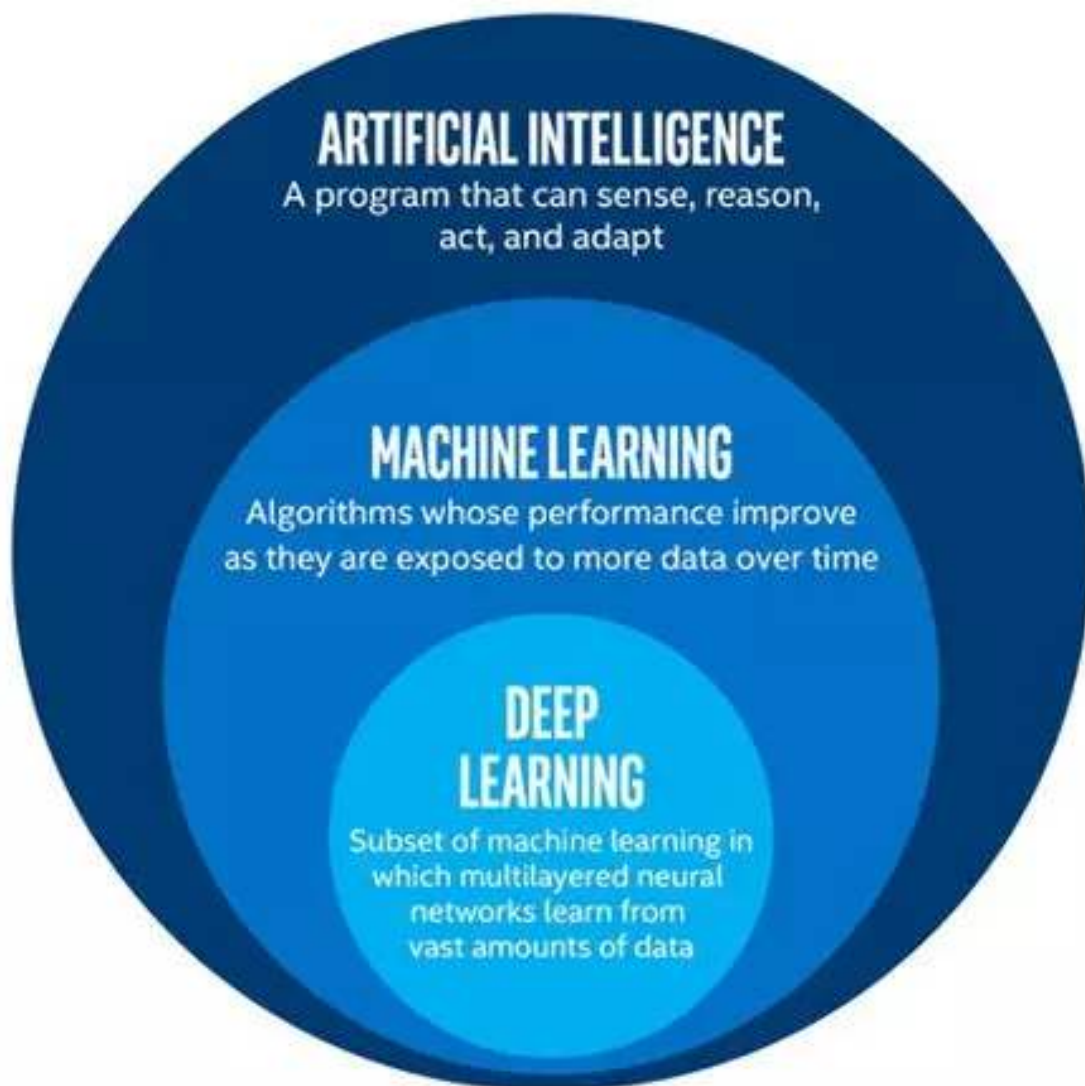 ARTIFICIAL INTELLIGENCE
A program that can sense, reason,
act, and adapt
MACHINE LEARNING
Algorithms whose performance improve
as they are exposed to more data over time
DEEP
LEARNING
Subset of machine learning in
which multilayered neural
networks learn from
vast amounts of data